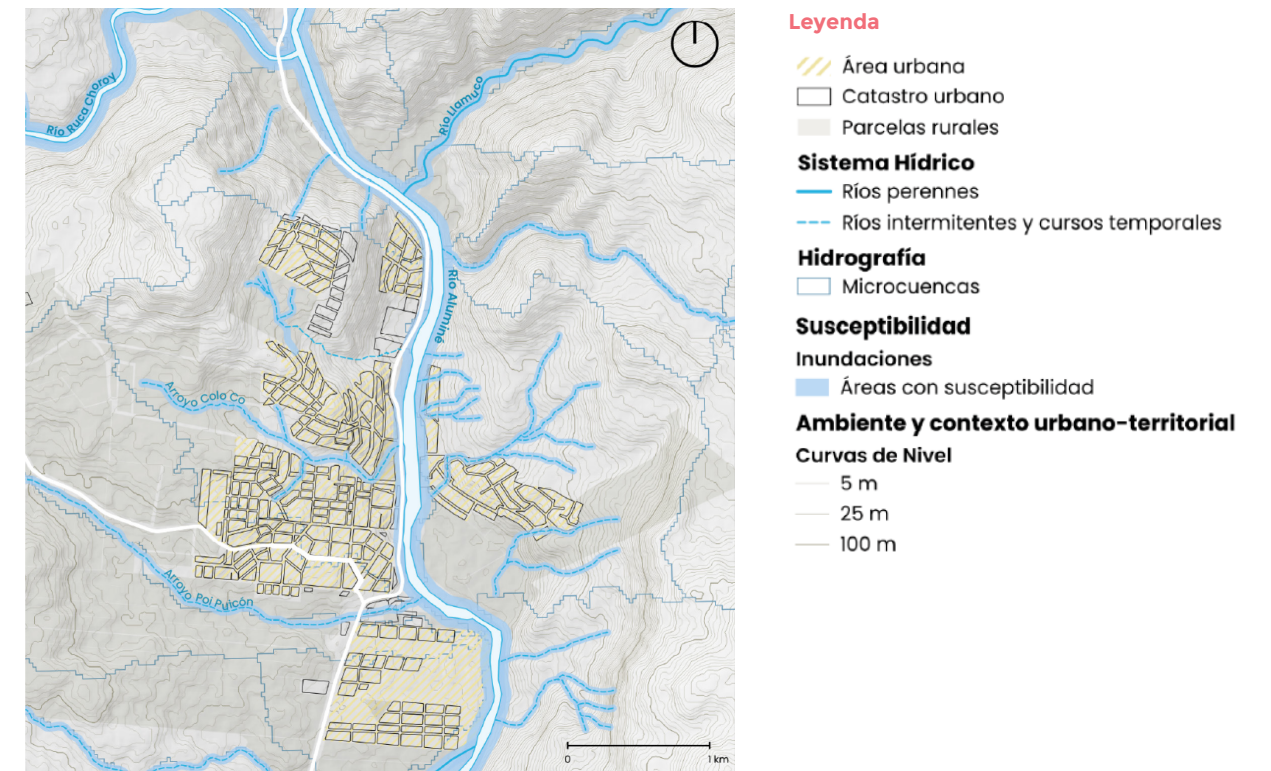 Río Ruca Choroy
Río Llamuco
Río Aluminé
Arroyo Colo Co
Arroyo Poi Puicón
0
1 km
Leyenda
Área urbana
Catastro urbano
Parcelas rurales
Sistema Hídrico
Ríos perennes
Ríos intermitentes y cursos temporales
Hidrografía
Microcuencas
Susceptibilidad
Inundaciones
Áreas con susceptibilidad
Ambiente y contexto urbano-territorial
Curvas de Nivel
5 m
25 m
100 m